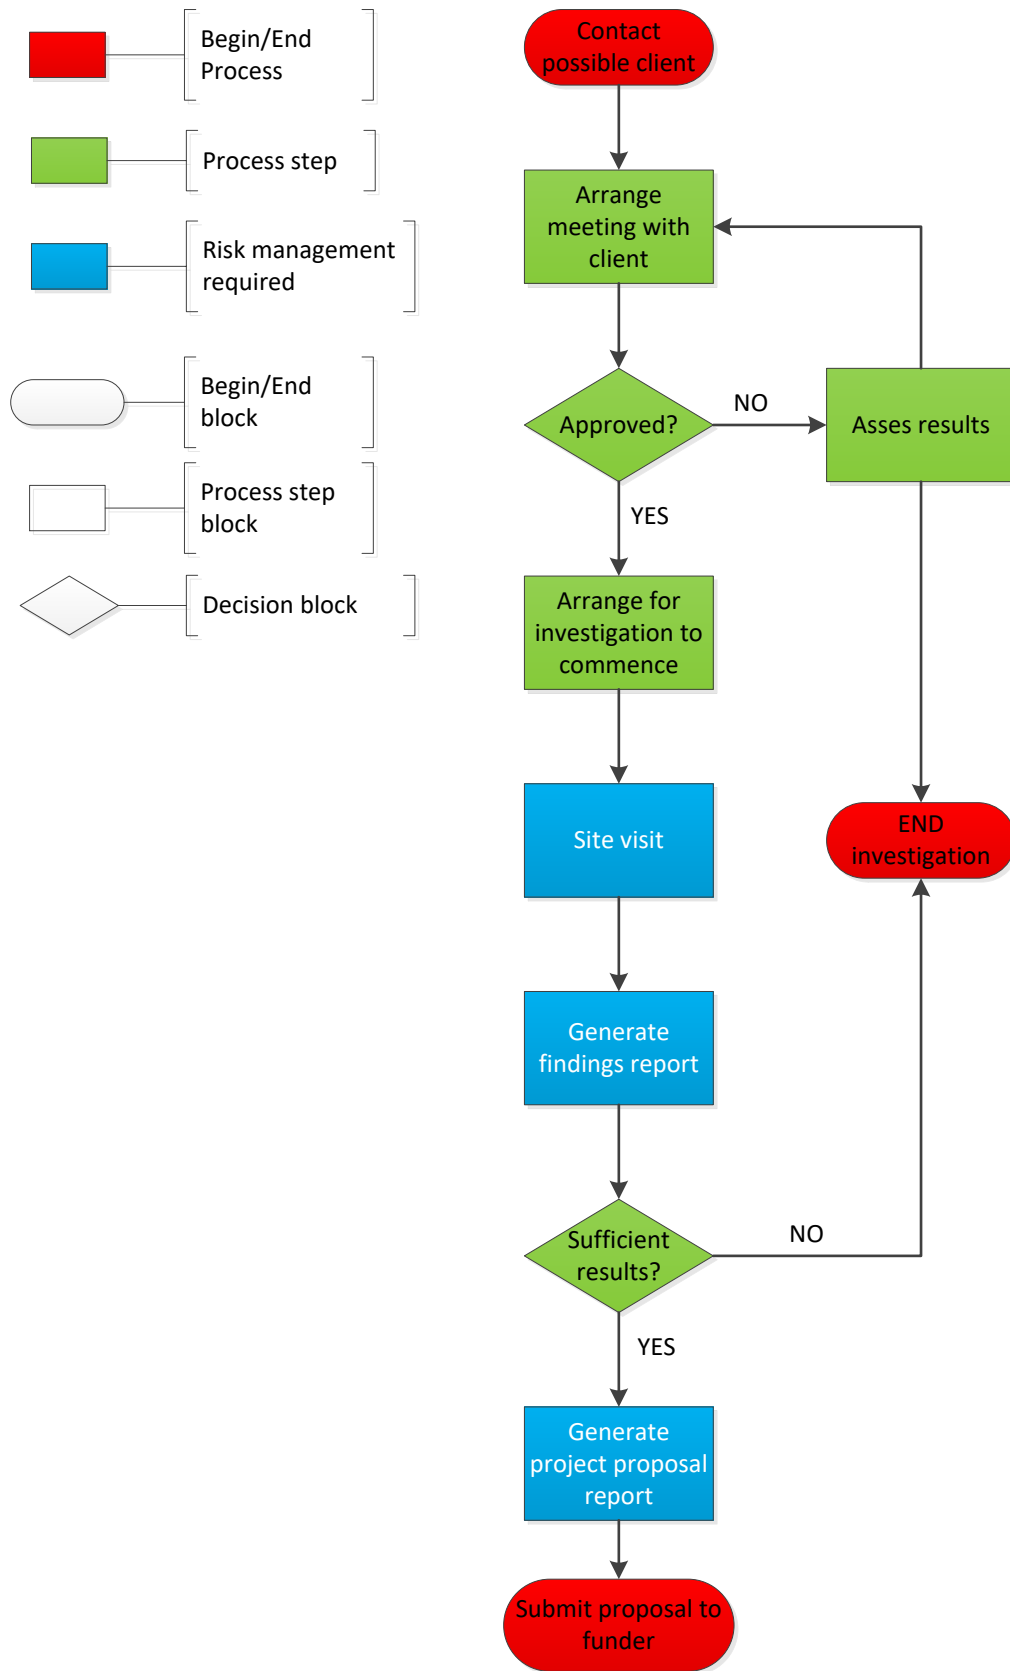 Begin/End
Process
Process step
Risk management
required
Begin/End
block
Process step
block
Decision block
Contact
possible client
Arrange
meeting with
client
Approved?
NO
Asses results
YES
Arrange for
investigation to
commence
Site visit
END
investigation
Generate
findings report
Sufficient
results?
NO
YES
Generate
project proposal
report
Submit proposal to
funder